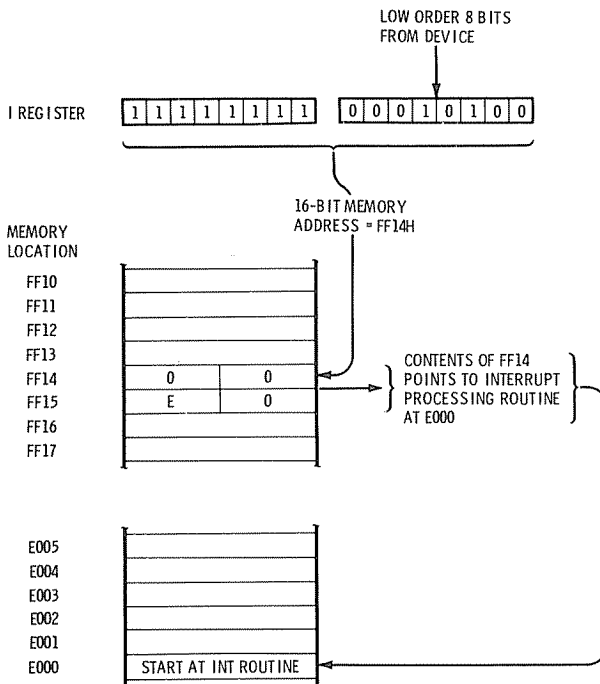 LOW ORDER 8 BITS
FROM DEVICE
I REGISTER 1 1 1 1 1 1 1 1 0 0 0 1 0 1 0 0
16-BIT MEMORY
ADDRESS = FF14H
MEMORY
LOCATION
FF10
FF11
FF12
FF13
FF14 0 0
FF15 E 0
FF16
FF17
CONTENTS OF FF14
POINTS TO INTERRUPT
PROCESSING ROUTINE
AT E000
E005
E004
E003
E002
E001
E000 START AT INT ROUTINE